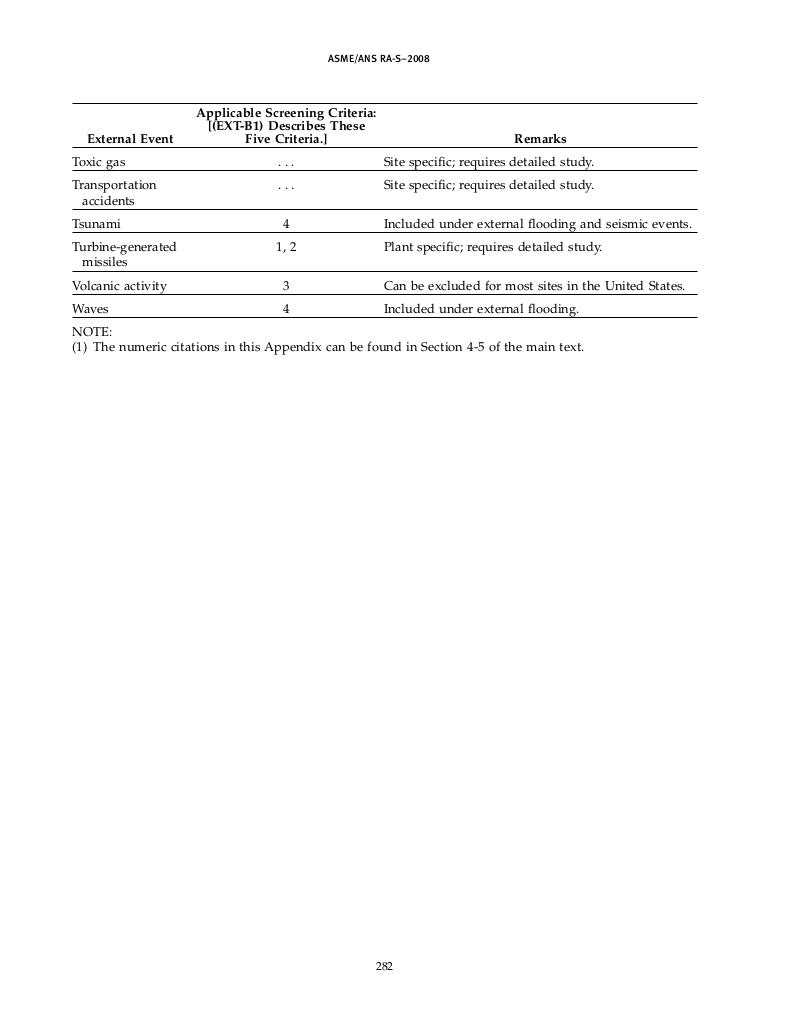 ASME/ANS RA-S–2008
Applicable Screening Criteria:
[(EXT-B1) Describes These
External Event Five Criteria.] Remarks
Toxic gas . . . Site specific; requires detailed study.
Transportation . . . Site specific; requires detailed study.
accidents
Tsunami 4 Included under external flooding and seismic events.
Turbine-generated 1, 2 Plant specific; requires detailed study.
missiles
Volcanic activity 3 Can be excluded for most sites in the United States.
Waves 4 Included under external flooding.
NOTE:
(1) The numeric citations in this Appendix can be found in Section 4-5 of the main text.
282